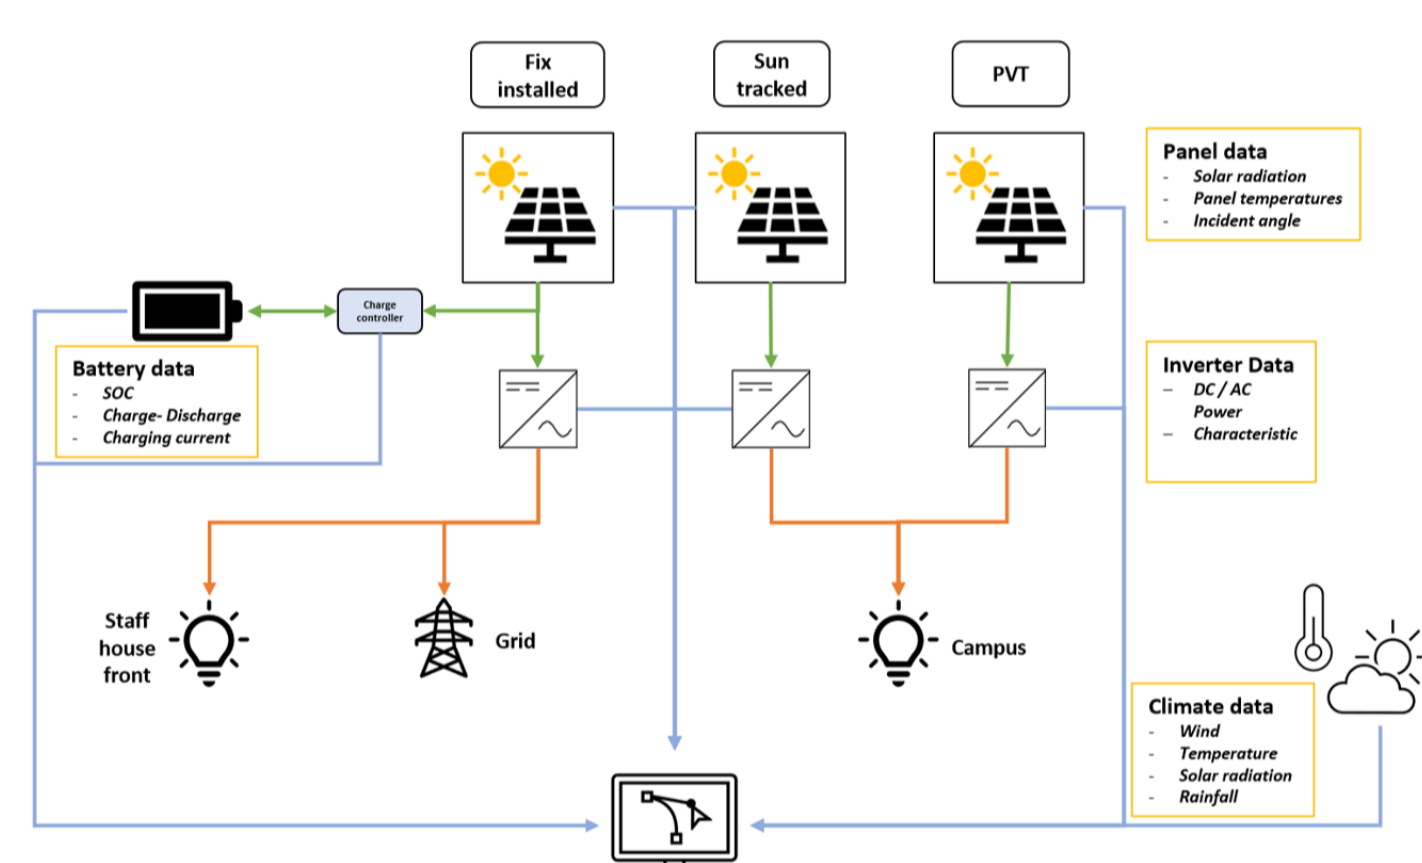 Fix
installed
Sun
tracked
PVT
Panel data
- Solar radiation
- Panel temperatures
- Incident angle
Charge
controller
Battery data
- SOC
- Charge- Discharge
- Charging current
Inverter Data
– DC / AC
Power
– Characteristic
Staff
house
front
Grid
Campus
Climate data
- Wind
- Temperature
- Solar radiation
- Rainfall